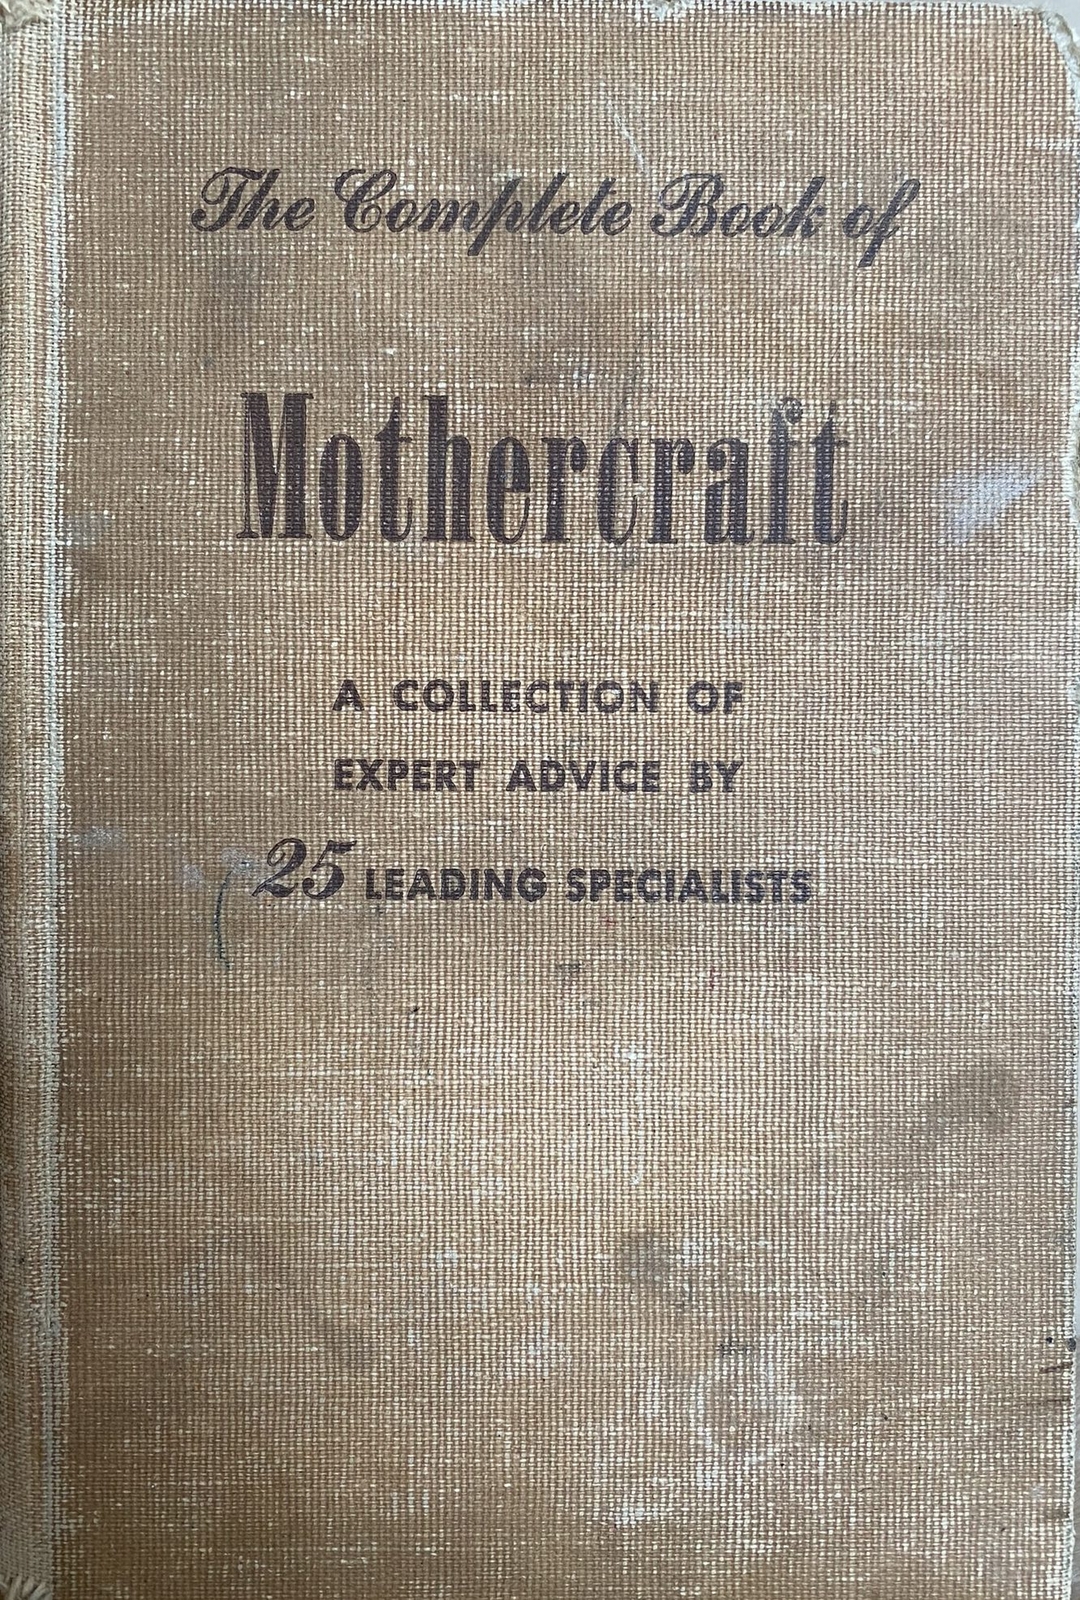 The Complete Book of
Mothercraft
A COLLECTION OF
EXPERT ADVICE BY
25 LEADING SPECIALISTS